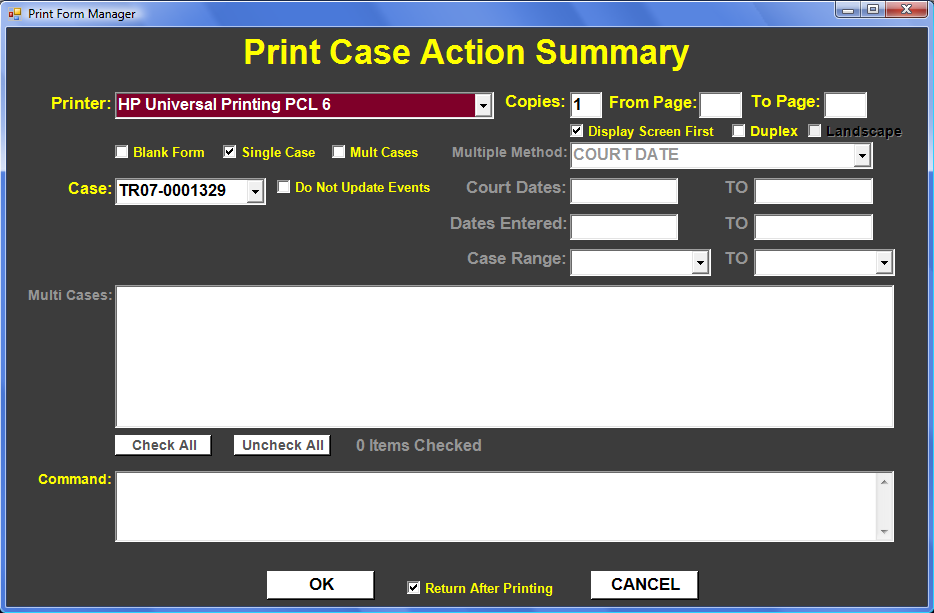 Print Form Manager
Print Case Action Summary
Printer: HP Universal Printing PCL 6 Copies: 1 From Page: To Page:
Display Screen First Duplex Landscape
Blank Form Single Case Mult Cases Multiple Method: COURT DATE
Case: TR07-0001329 Do Not Update Events Court Dates: TO
Dates Entered: TO
Case Range: TO
Multi Cases:
Check All Uncheck All 0 Items Checked
Command:
OK Return After Printing CANCEL